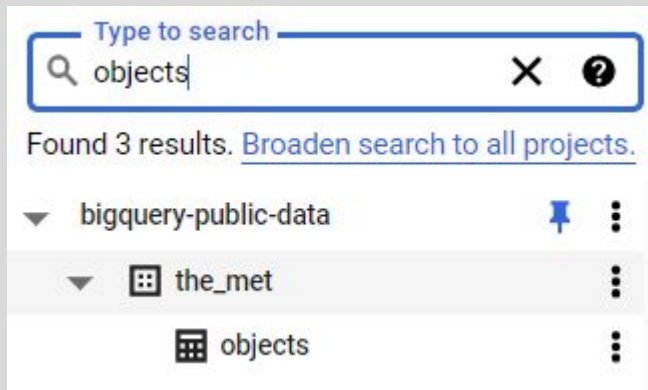 Type to search
objects
Found 3 results. Broaden search to all projects.
bigquery-public-data
the_met
objects